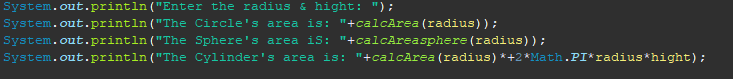 System.out.println("Enter the radius & hight: ");
System.out.println("The Circle's area is: "+calcArea(radius));
System.out.println("The Sphere's area iS: "+calcAreasphere(radius));
System.out.println("The Cylinder's area is: "+calcArea(radius)*+2*Math.PI*radius*hight);